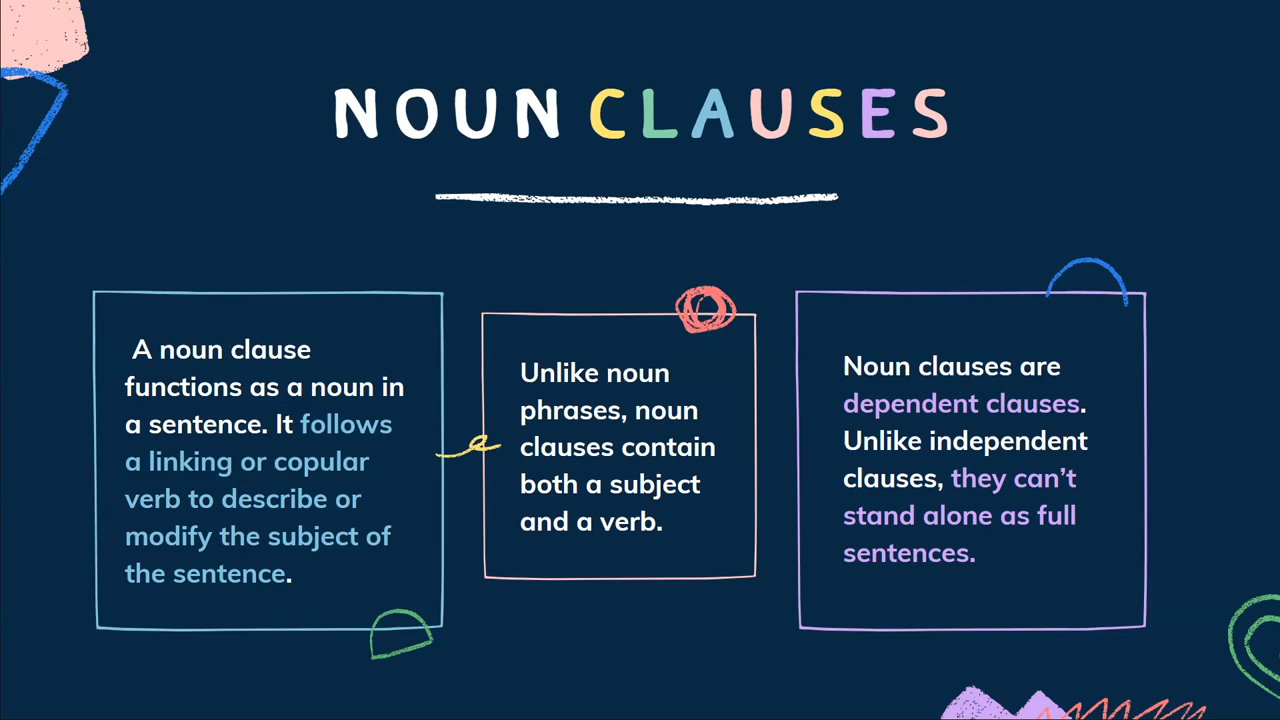 NOUN CLAUSES
A noun clause
functions as a noun in
a sentence. It follows
a linking or copular
verb to describe or
modify the subject of
the sentence.
Unlike noun
phrases, noun
clauses contain
both a subject
and a verb.
Noun clauses are
dependent clauses.
Unlike independent
clauses, they can’t
stand alone as full
sentences.